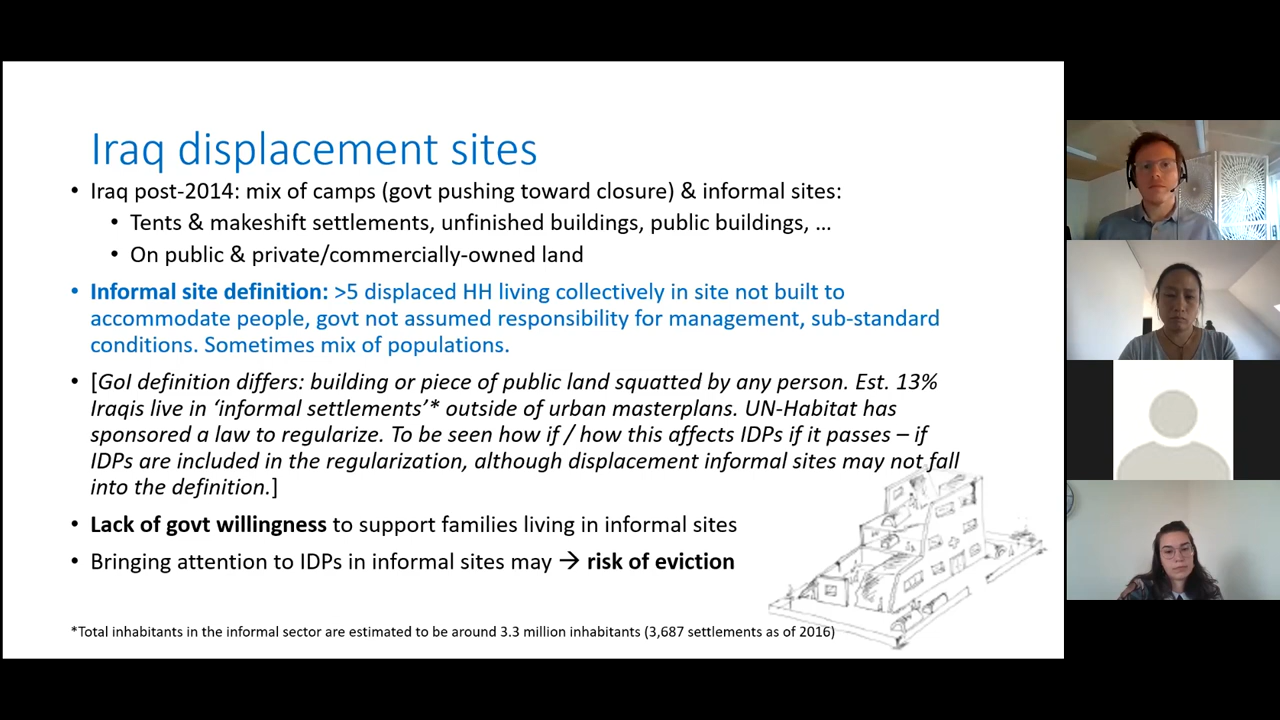 Iraq displacement sites
• Iraq post-2014: mix of camps (govt pushing toward closure) & informal sites:
• Tents & makeshift settlements, unfinished buildings, public buildings, …
• On public & private/commercially-owned land
• Informal site definition: >5 displaced HH living collectively in site not built to
accommodate people, govt not assumed responsibility for management, sub-standard
conditions. Sometimes mix of populations.
• [GoI definition differs: building or piece of public land squatted by any person. Est. 13%
Iraqis live in ‘informal settlements’* outside of urban masterplans. UN-Habitat has
sponsored a law to regularize. To be seen how if / how this affects IDPs if it passes – if
IDPs are included in the regularization, although displacement informal sites may not fall
into the definition.]
• Lack of govt willingness to support families living in informal sites
• Bringing attention to IDPs in informal sites may → risk of eviction
*Total inhabitants in the informal sector are estimated to be around 3.3 million inhabitants (3,687 settlements as of 2016)